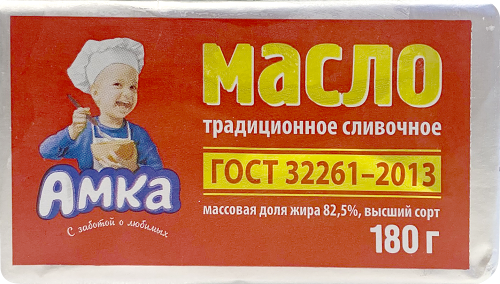 Масло
традиционное сливочное
ГОСТ 32261–2013
массовая доля жира 82,5%, высший сорт
180 г
Амка
С заботой о любимых